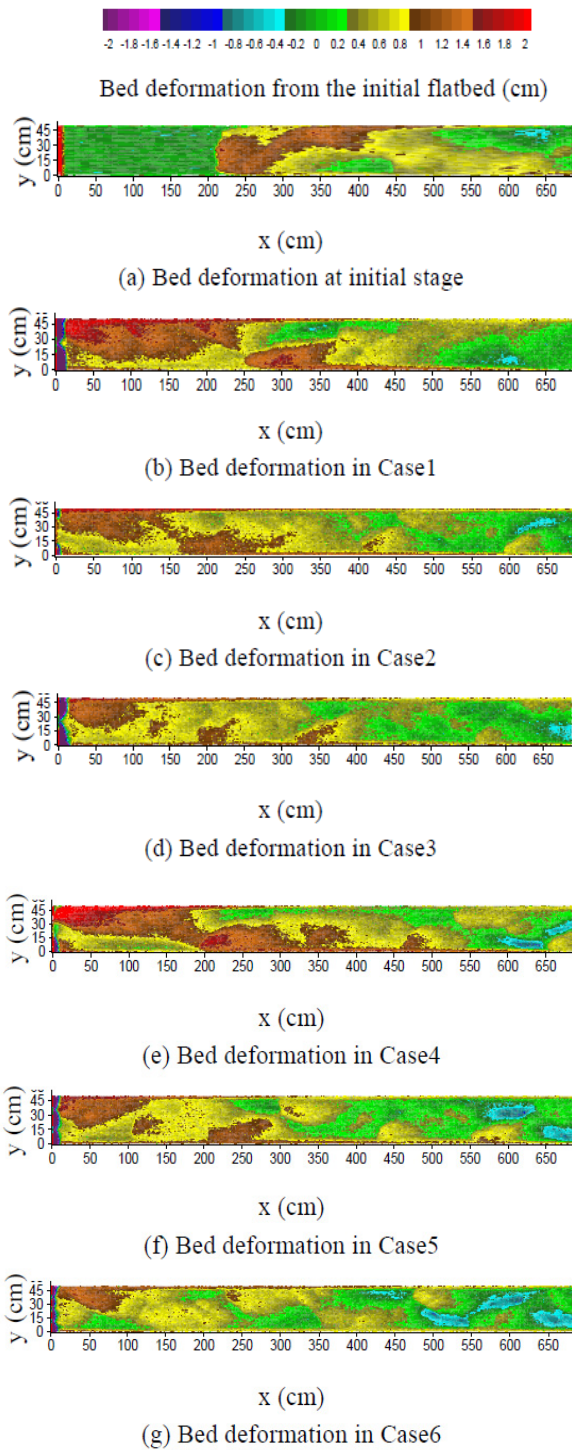 -2 -1.8 -1.6 -1.4 -1.2 -1 -0.8 -0.6 -0.4 -0.2 0 0.2 0.4 0.6 0.8 1 1.2 1.4 1.6 1.8 2
Bed deformation from the initial flatbed (cm)
y (cm)
45
30
15
0
0 50 100 150 200 250 300 350 400 450 500 550 600 650
x (cm)
(a) Bed deformation at initial stage
y (cm)
45
30
15
0
0 50 100 150 200 250 300 350 400 450 500 550 600 650
x (cm)
(b) Bed deformation in Case1
y (cm)
45
30
15
0
0 50 100 150 200 250 300 350 400 450 500 550 600 650
x (cm)
(c) Bed deformation in Case2
y (cm)
45
30
15
0
0 50 100 150 200 250 300 350 400 450 500 550 600 650
x (cm)
(d) Bed deformation in Case3
y (cm)
45
30
15
0
0 50 100 150 200 250 300 350 400 450 500 550 600 650
x (cm)
(e) Bed deformation in Case4
y (cm)
45
30
15
0
0 50 100 150 200 250 300 350 400 450 500 550 600 650
x (cm)
(f) Bed deformation in Case5
y (cm)
45
30
15
0
0 50 100 150 200 250 300 350 400 450 500 550 600 650
x (cm)
(g) Bed deformation in Case6